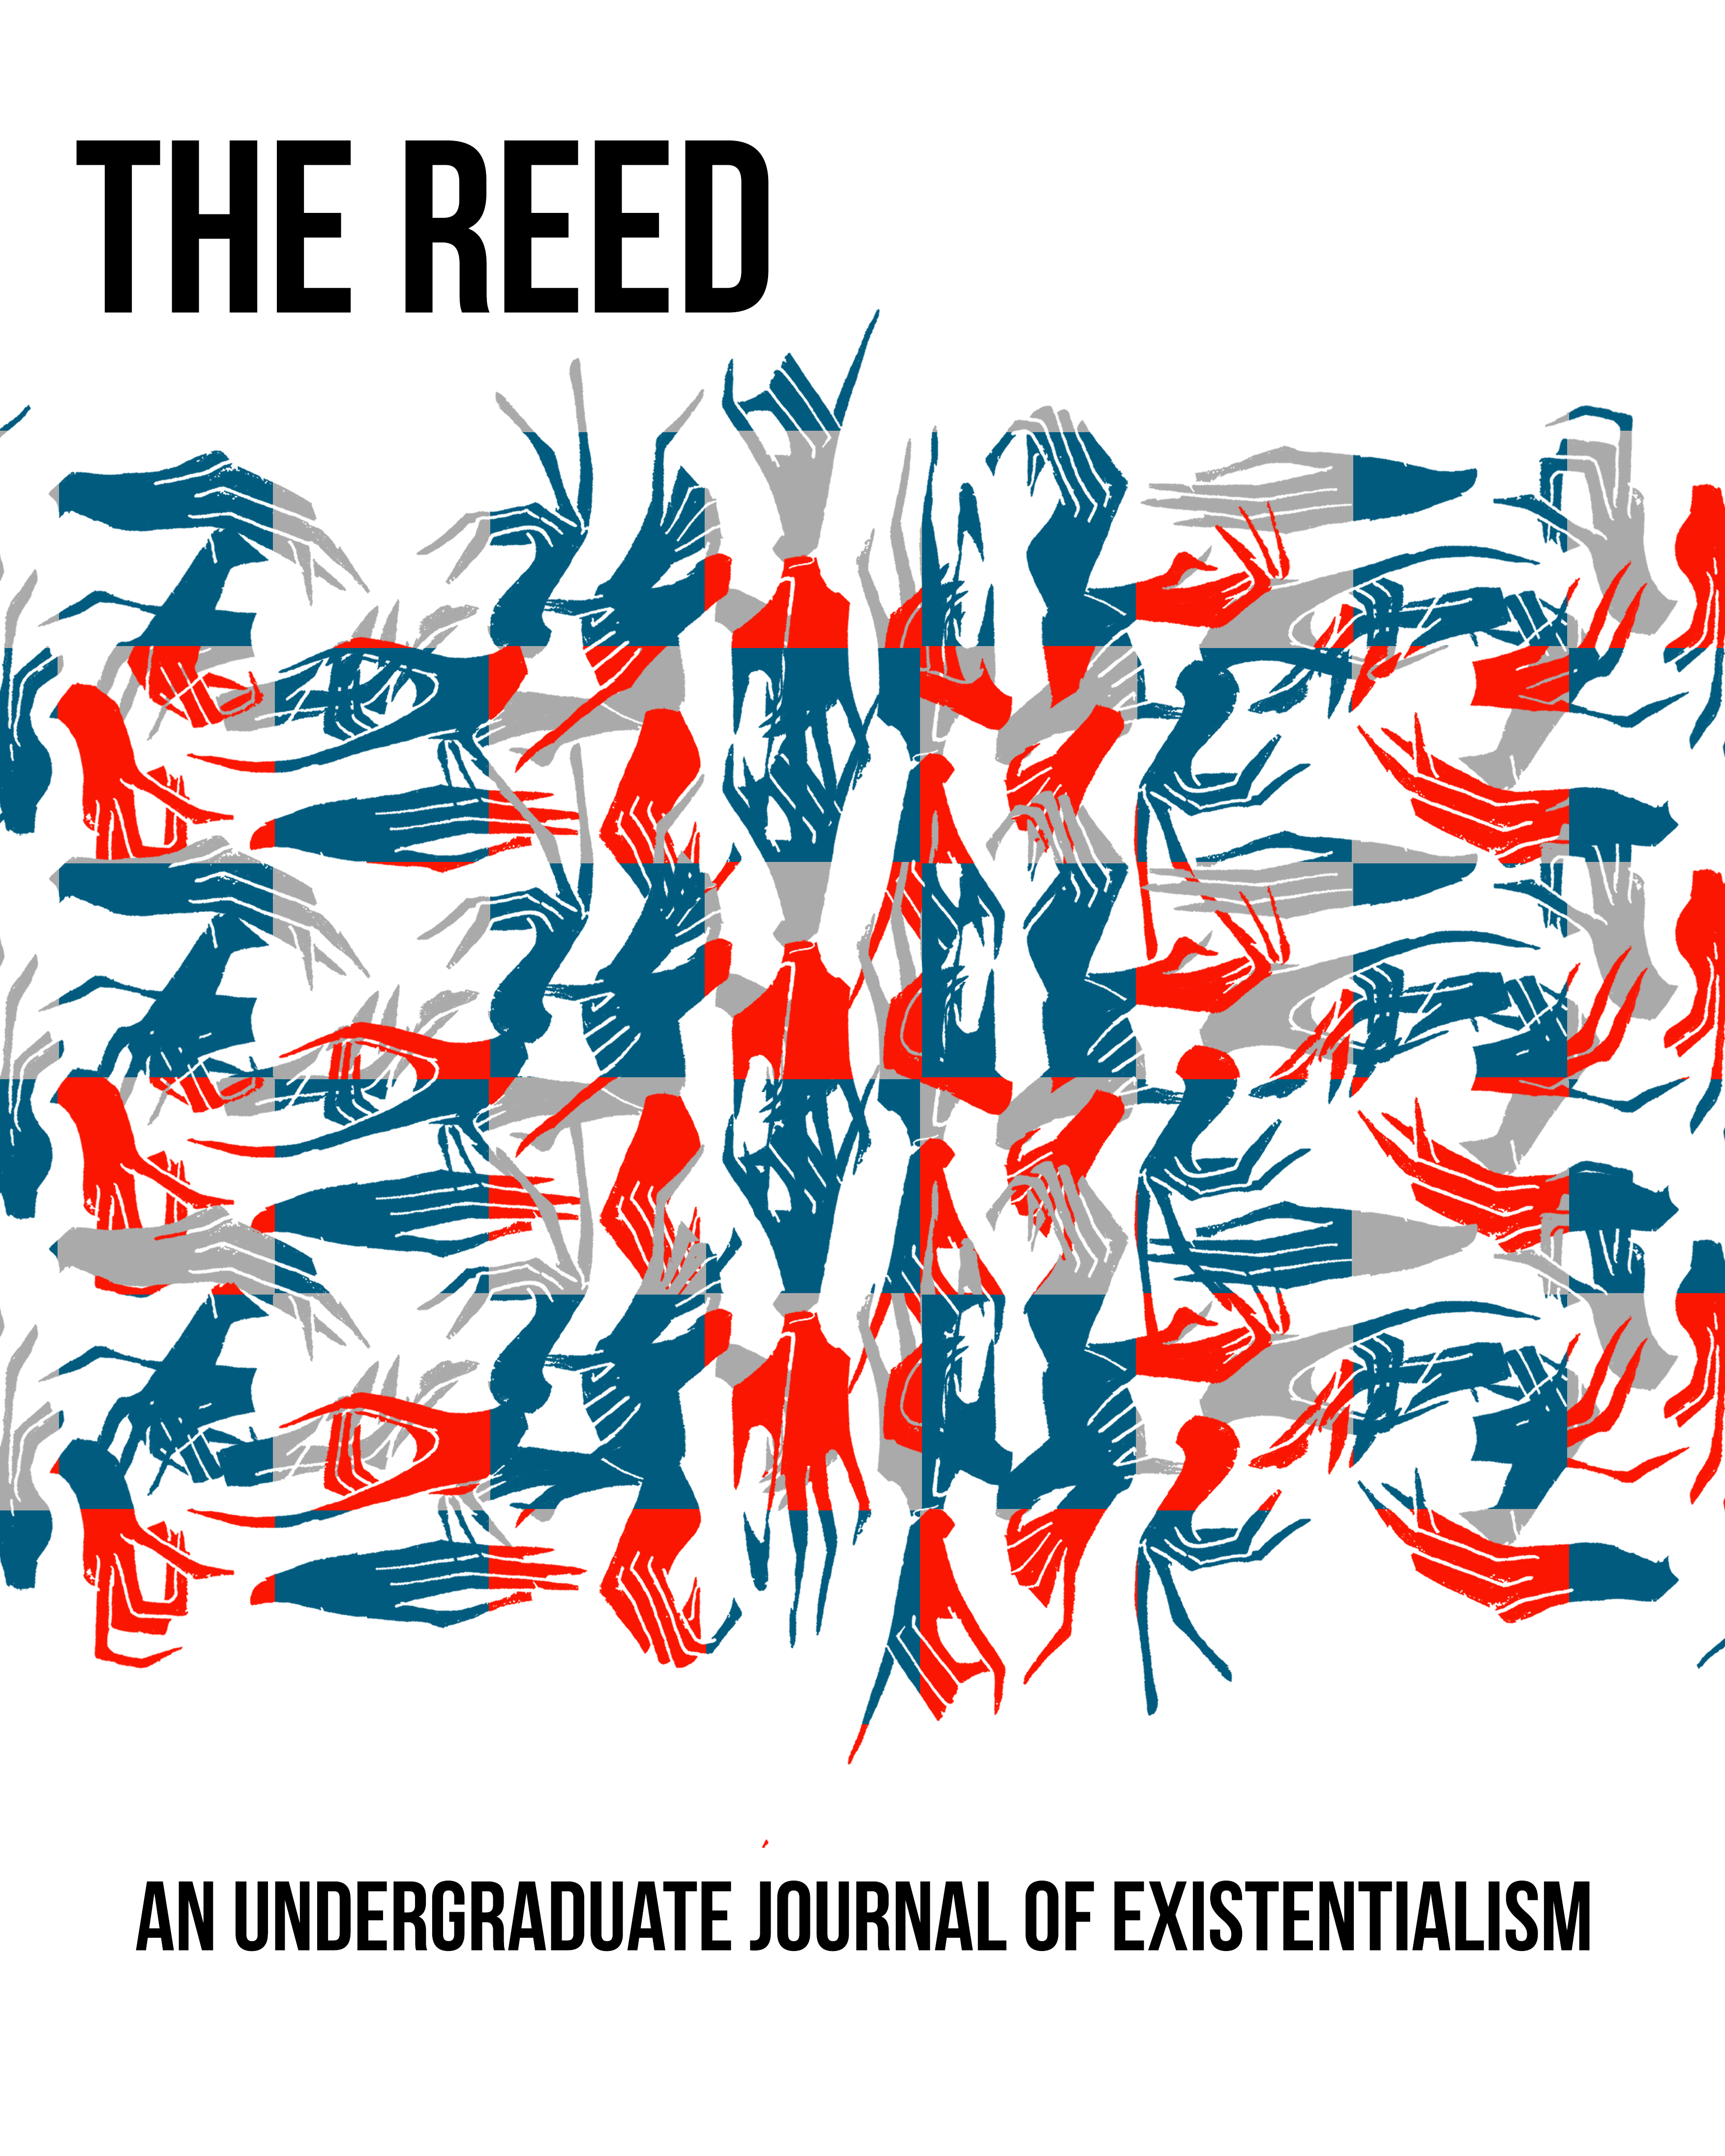 THE REED
AN UNDERGRADUATE JOURNAL OF EXISTENTIALISM